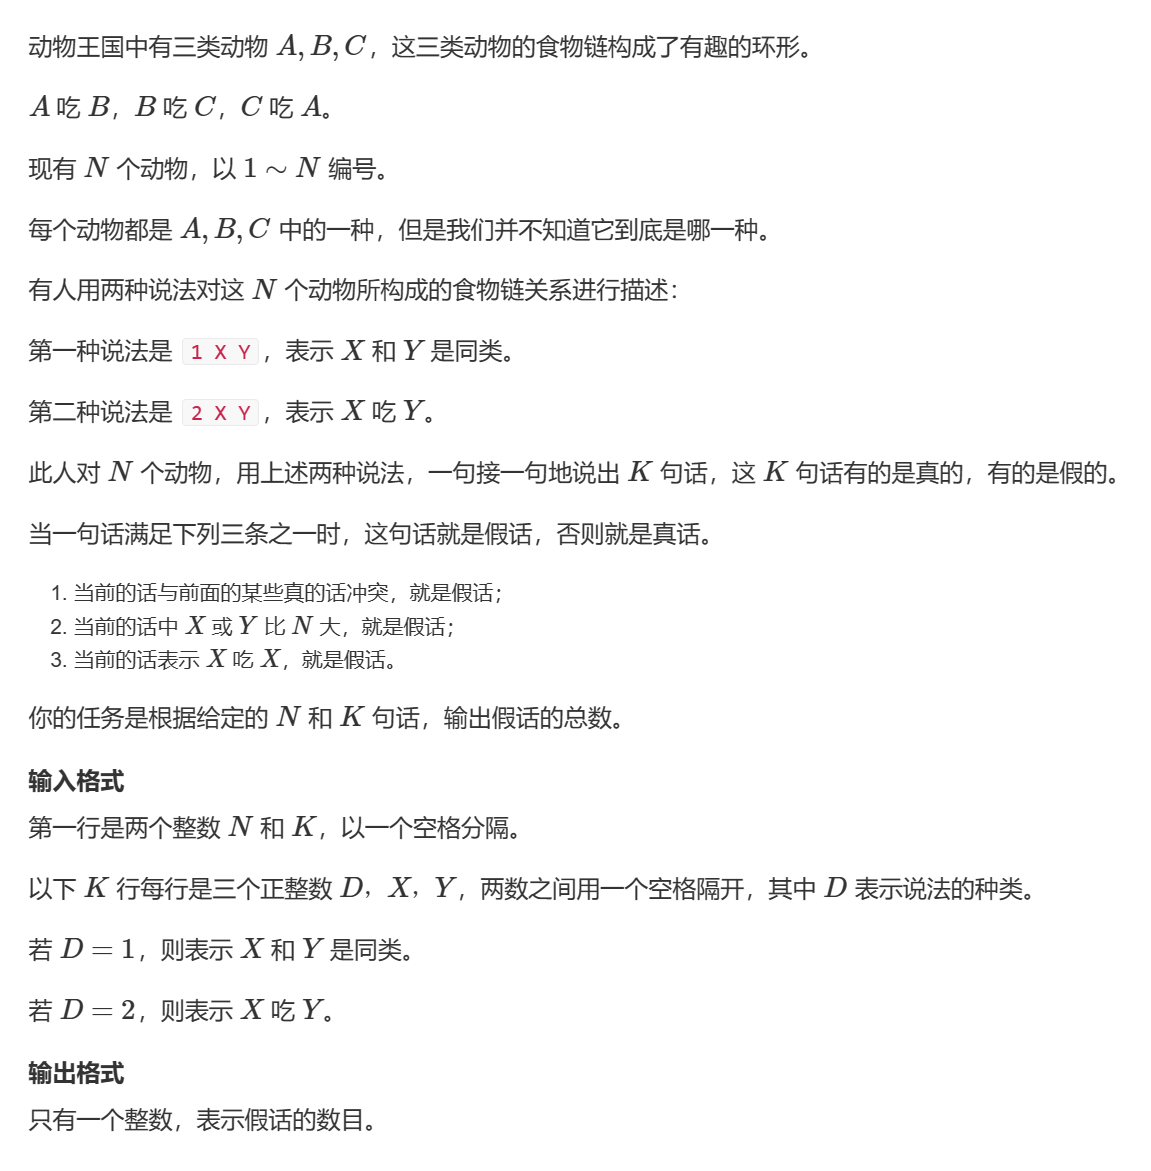 动物王国中有三类动物 A, B, C，这三类动物的食物链构成了有趣的环形。
A 吃 B，B 吃 C，C 吃 A。
现有 N 个动物，以 1 ∼ N 编号。
每个动物都是 A, B, C 中的一种，但是我们并不知道它到底是哪一种。
有人用两种说法对这 N 个动物所构成的食物链关系进行描述：
第一种说法是 1 X Y，表示 X 和 Y 是同类。
第二种说法是 2 X Y，表示 X 吃 Y。
此人对 N 个动物，用上述两种说法，一句接一句地说出 K 句话，这 K 句话有的是真的，有的是假的。
当一句话满足下列三条之一时，这句话就是假话，否则就是真话。
1. 当前的话与前面的某些真的话冲突，就是假话；
2. 当前的话中 X 或 Y 比 N 大，就是假话；
3. 当前的话表示 X 吃 X，就是假话。
你的任务是根据给定的 N 和 K 句话，输出假话的总数。
输入格式
第一行是两个整数 N 和 K，以一个空格分隔。
以下 K 行每行是三个正整数 D，X，Y，两数之间用一个空格隔开，其中 D 表示说法的种类。
若 D = 1，则表示 X 和 Y 是同类。
若 D = 2，则表示 X 吃 Y。
输出格式
只有一个整数，表示假话的数目。